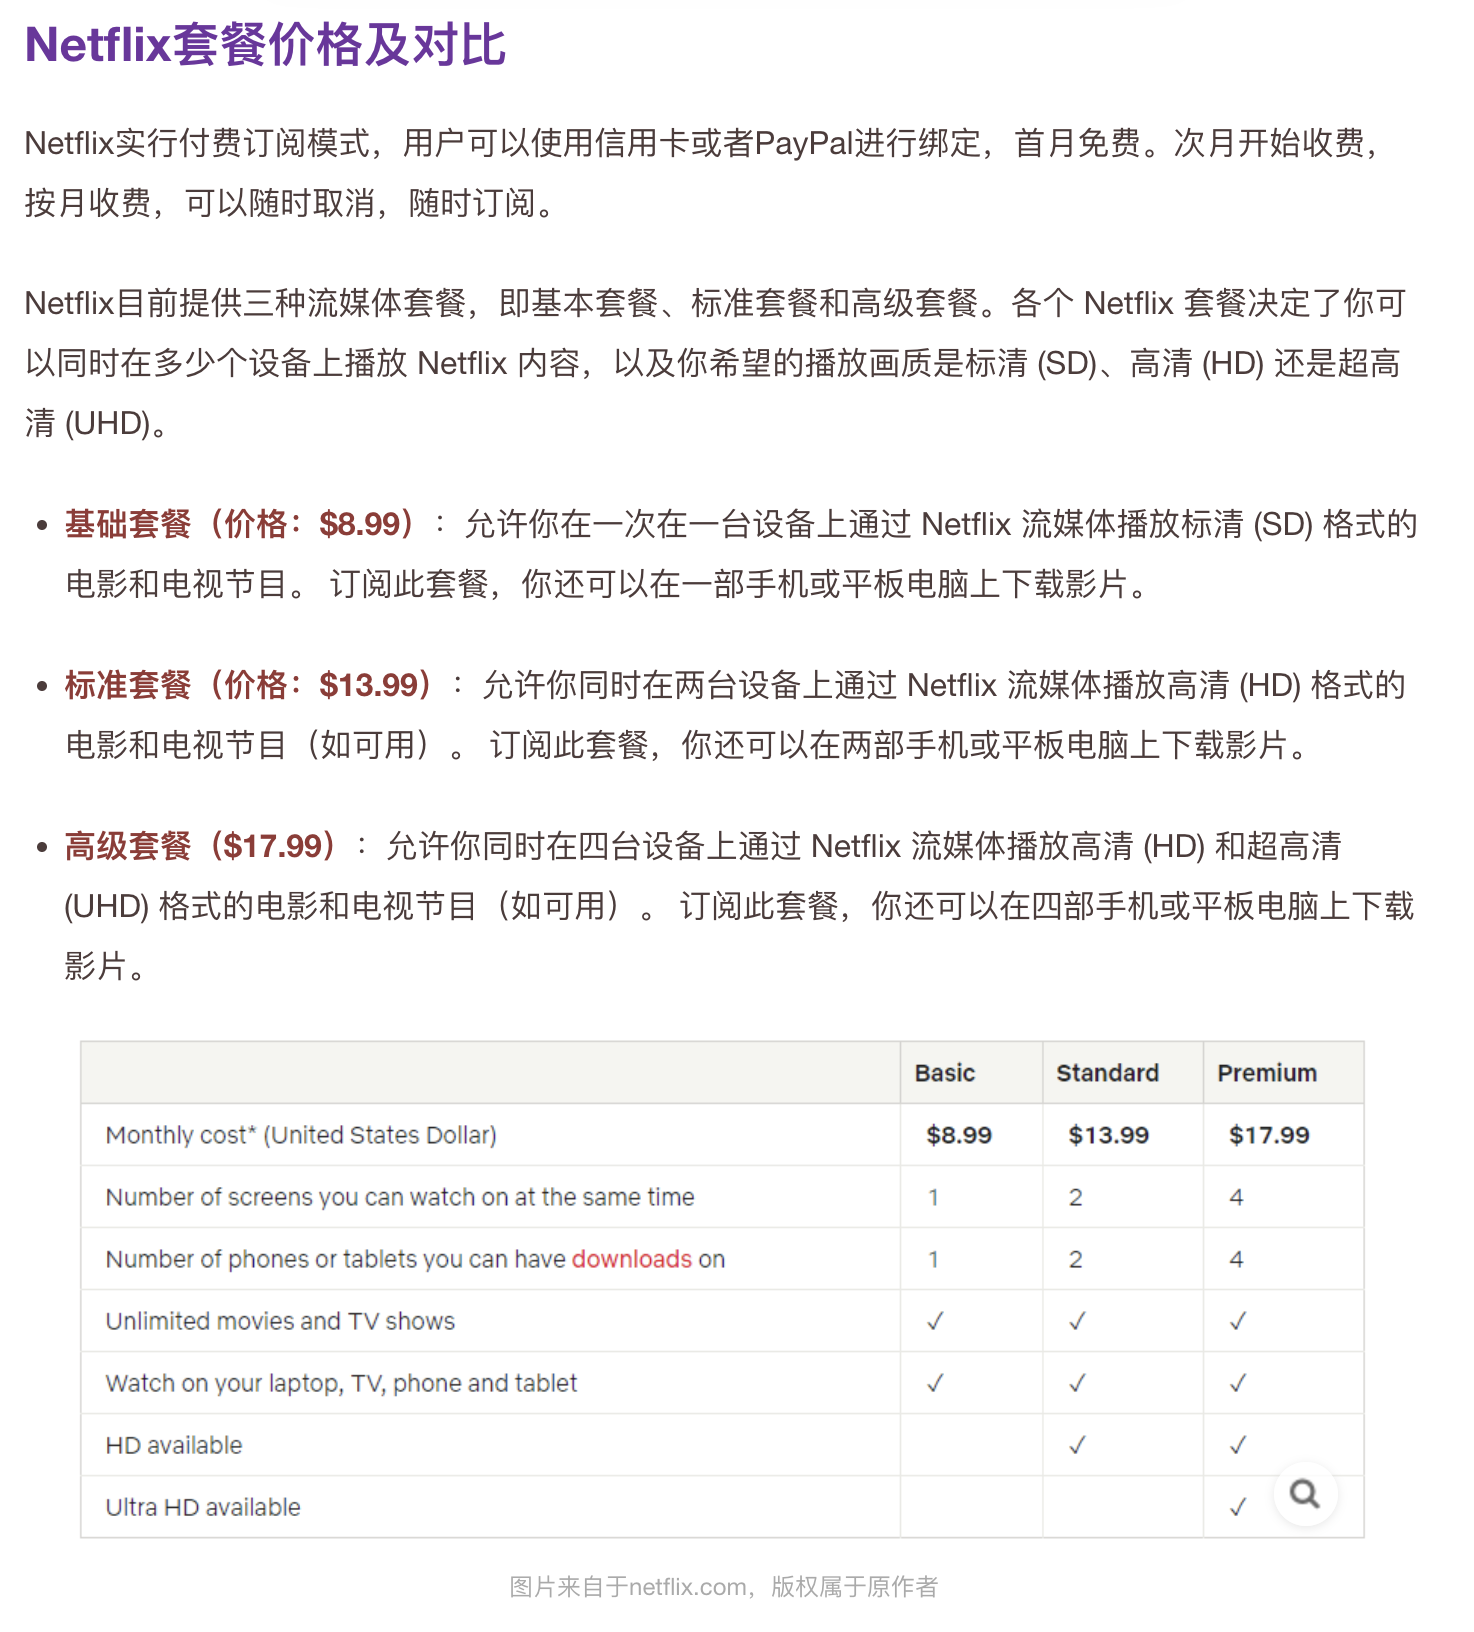 Netflix套餐价格及对比
Netflix实行付费订阅模式，用户可以使用信用卡或者PayPal进行绑定，首月免费。次月开始收费，
按月收费，可以随时取消，随时订阅。
Netflix目前提供三种流媒体套餐，即基本套餐、标准套餐和高级套餐。各个 Netflix 套餐决定了你可
以同时在多少个设备上播放 Netflix 内容，以及你希望的播放画质是标清 (SD)、高清 (HD) 还是超高
清 (UHD)。
• 基础套餐（价格：$8.99）：允许你在一次在一台设备上通过 Netflix 流媒体播放标清 (SD) 格式的
电影和电视节目。 订阅此套餐，你还可以在一部手机或平板电脑上下载影片。
• 标准套餐（价格：$13.99）：允许你同时在两台设备上通过 Netflix 流媒体播放高清 (HD) 格式的
电影和电视节目（如可用）。 订阅此套餐，你还可以在两部手机或平板电脑上下载影片。
• 高级套餐（$17.99）：允许你同时在四台设备上通过 Netflix 流媒体播放高清 (HD) 和超高清
(UHD) 格式的电影和电视节目（如可用）。 订阅此套餐，你还可以在四部手机或平板电脑上下载
影片。
Basic Standard Premium
Monthly cost* (United States Dollar) $8.99 $13.99 $17.99
Number of screens you can watch on at the same time 1 2 4
Number of phones or tablets you can have downloads on 1 2 4
Unlimited movies and TV shows ✓ ✓ ✓
Watch on your laptop, TV, phone and tablet ✓ ✓ ✓
HD available ✓ ✓
Ultra HD available ✓
图片来自于netflix.com，版权属于原作者